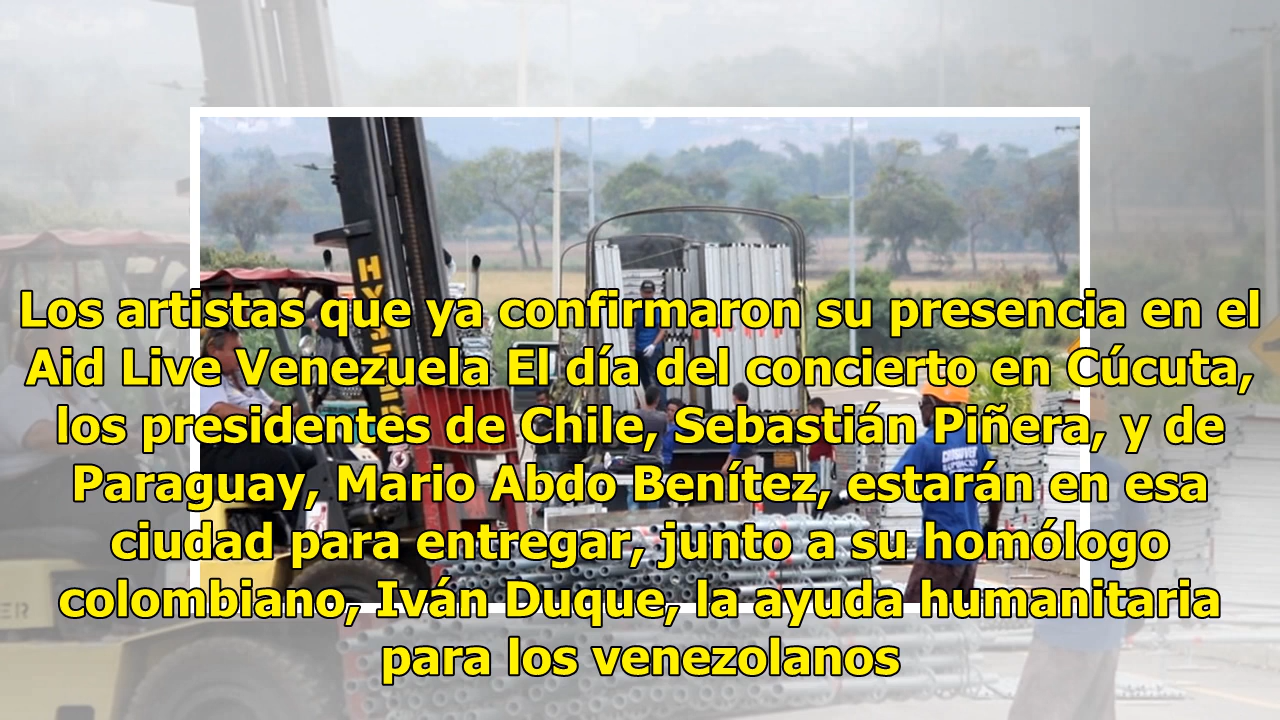 HYSTER
Los artistas que ya confirmaron su presencia en el
Aid Live Venezuela El día del concierto en Cúcuta,
los presidentes de Chile, Sebastián Piñera, y de
Paraguay, Mario Abdo Benítez, estarán en esa
ciudad para entregar, junto a su homólogo
colombiano, Iván Duque, la ayuda humanitaria
para los venezolanos